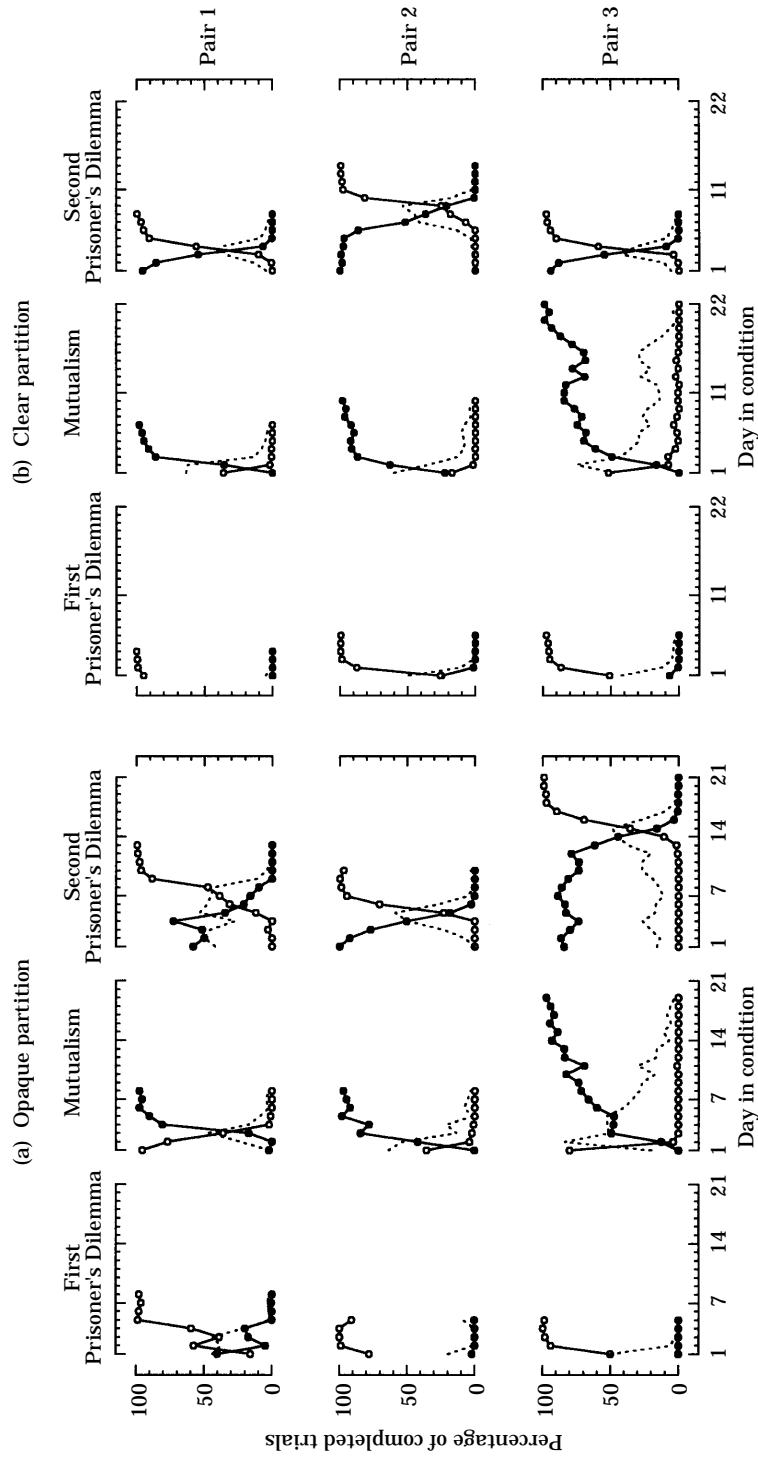 (a) Opaque partition
(b) Clear partition
First
Prisoner's Dilemma
Mutualism
Second
Prisoner's Dilemma
First
Prisoner's Dilemma
Mutualism
Second
Prisoner's Dilemma
100
50
0
Pair 1
100
50
0
Pair 2
100
50
0
Pair 3
1 7 14 21
1 7 14 21
1 7 14 21
1 11 22
1 11 22
1 11 22
Day in condition
Day in condition
Percentage of completed trials